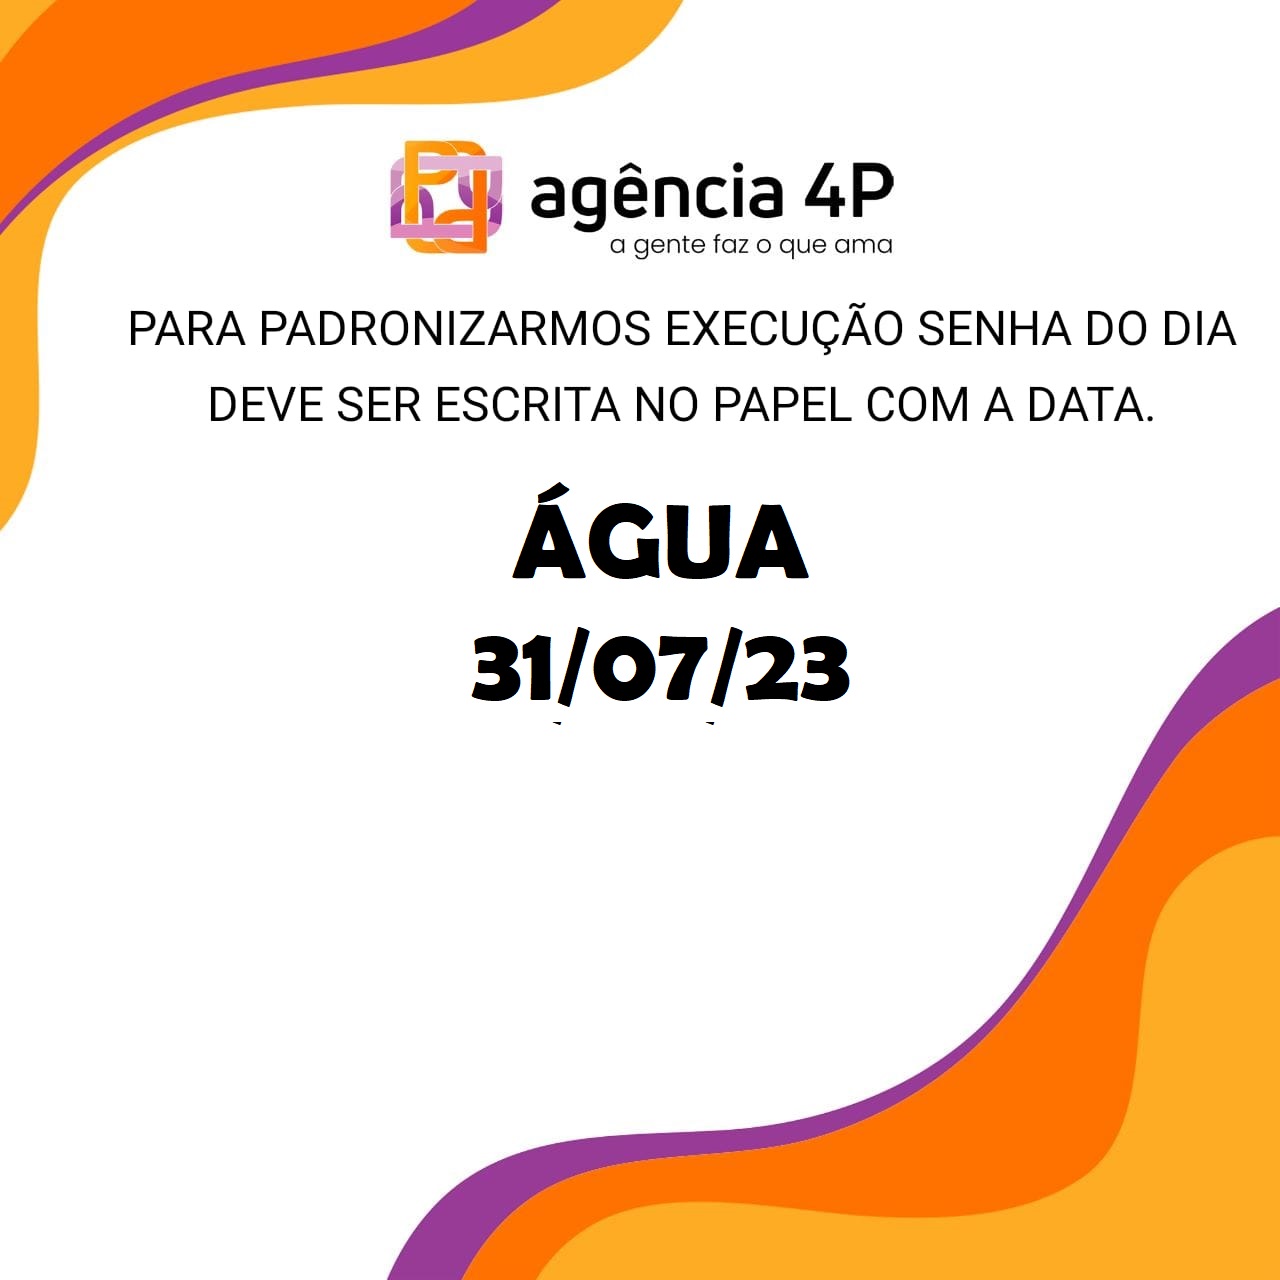 agência 4P
a gente faz o que ama
PARA PADRONIZARMOS EXECUÇÃO SENHA DO DIA
DEVE SER ESCRITA NO PAPEL COM A DATA.
ÁGUA
31/07/23